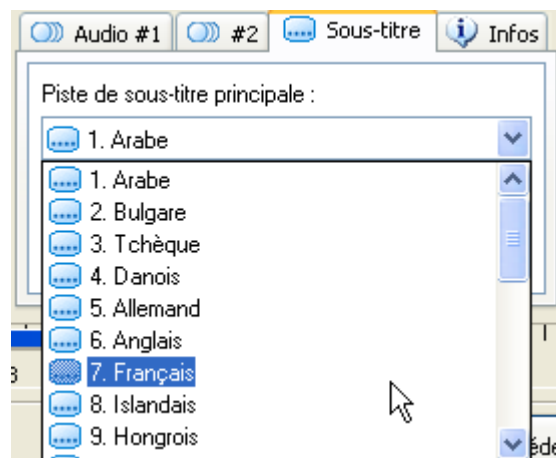 Audio #1 #2 Sous-titre Infos
Piste de sous-titre principale :
1. Arabe
1. Arabe
2. Bulgare
3. Tchèque
4. Danois
5. Allemand
6. Anglais
7. Français
8. Islandais
9. Hongrois